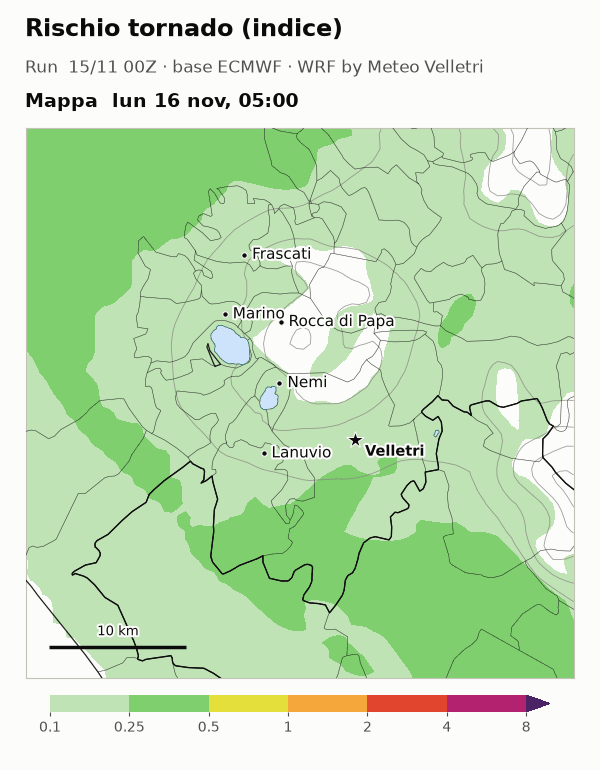 Rischio tornado (indice)
Run  15/11 00Z · base ECMWF · WRF by Meteo Velletri
Mappa  lun 16 nov, 05:00
Frascati
Marino
Rocca di Papa
Nemi
Velletri
Lanuvio
10 km
0.1 0.25 0.5 1 2 4 8